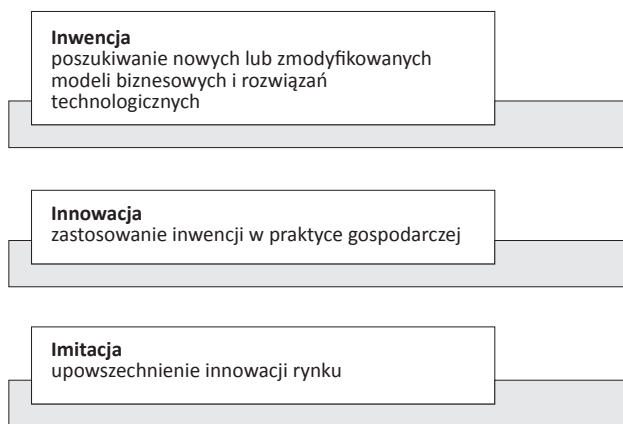 Inwencja
poszukiwanie nowych lub zmodyfikowanych
modeli biznesowych i rozwiązań
technologicznych
Innowacja
zastosowanie inwencji w praktyce gospodarczej
Imitacja
upowszechnienie innowacji rynku